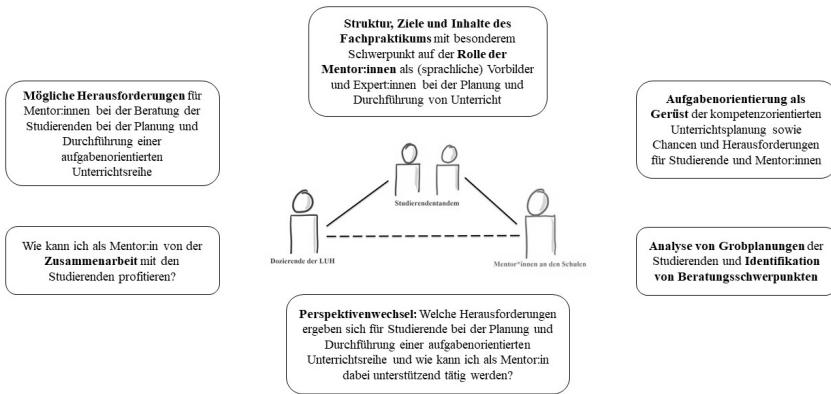 Struktur, Ziele und Inhalte des
Fachpraktikums mit besonderem
Schwerpunkt auf der Rolle der
Mentor:innen als (sprachliche) Vorbilder
und Expert:innen bei der Planung und
Durchführung von Unterricht
Mögliche Herausforderungen für
Mentor:innen bei der Beratung der
Studierenden bei der Planung und
Durchführung einer
aufgabenorientierten
Unterrichtsreihe
Aufgabenorientierung als
Gerüst der kompetenzorientierten
Unterrichtsplanung sowie
Chancen und Herausforderungen
für Studierende und Mentor:innen
Studierendentandem
Dozierende der LUH
Mentor*innen an den Schulen
Wie kann ich als Mentor:in von der
Zusammenarbeit mit den
Studierenden profitieren?
Analyse von Grobplanungen der
Studierenden und Identifikation
von Beratungsschwerpunkten
Perspektivenwechsel: Welche Herausforderungen
ergeben sich für Studierende bei der Planung und
Durchführung einer aufgabenorientierten
Unterrichtsreihe und wie kann ich als Mentor:in
dabei unterstützend tätig werden?